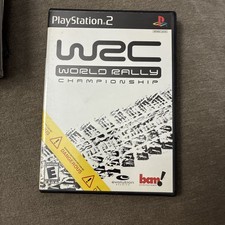 PlayStation 2
WRC
WORLD RALLY
CHAMPIONSHIP
E
bam!